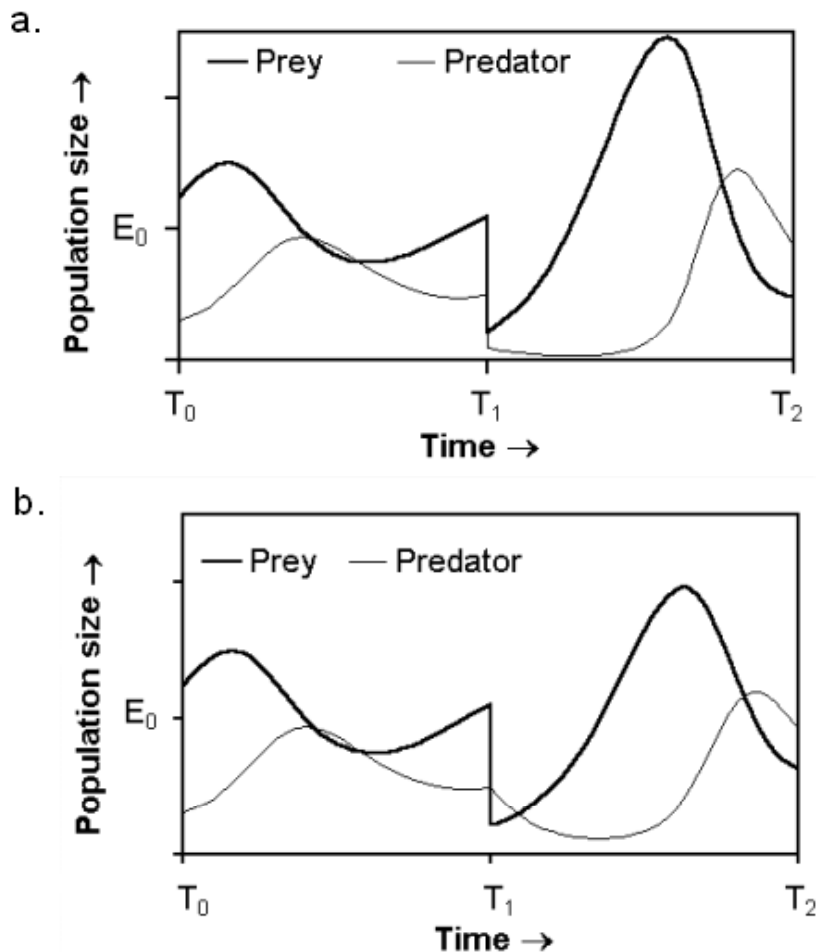 a.
Prey Predator
Population size →
E₀
T₀ T₁ T₂
Time →
b.
Prey Predator
Population size →
E₀
T₀ T₁ T₂
Time →